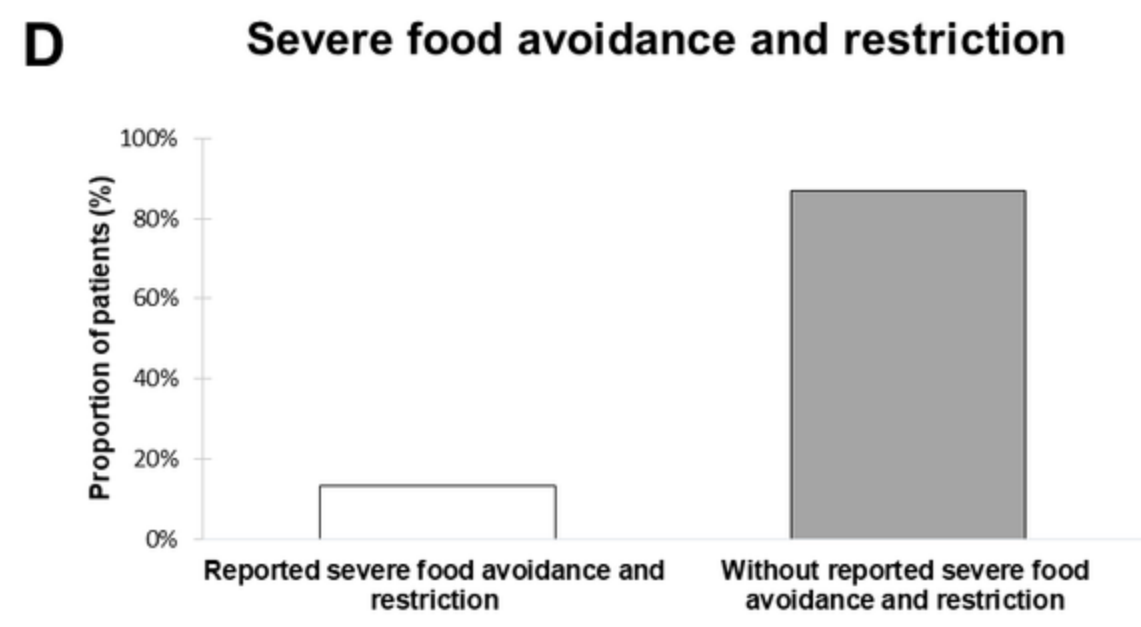 D
Severe food avoidance and restriction
Proportion of patients (%)
100%
80%
60%
40%
20%
0%
Reported severe food avoidance and
restriction
Without reported severe food
avoidance and restriction